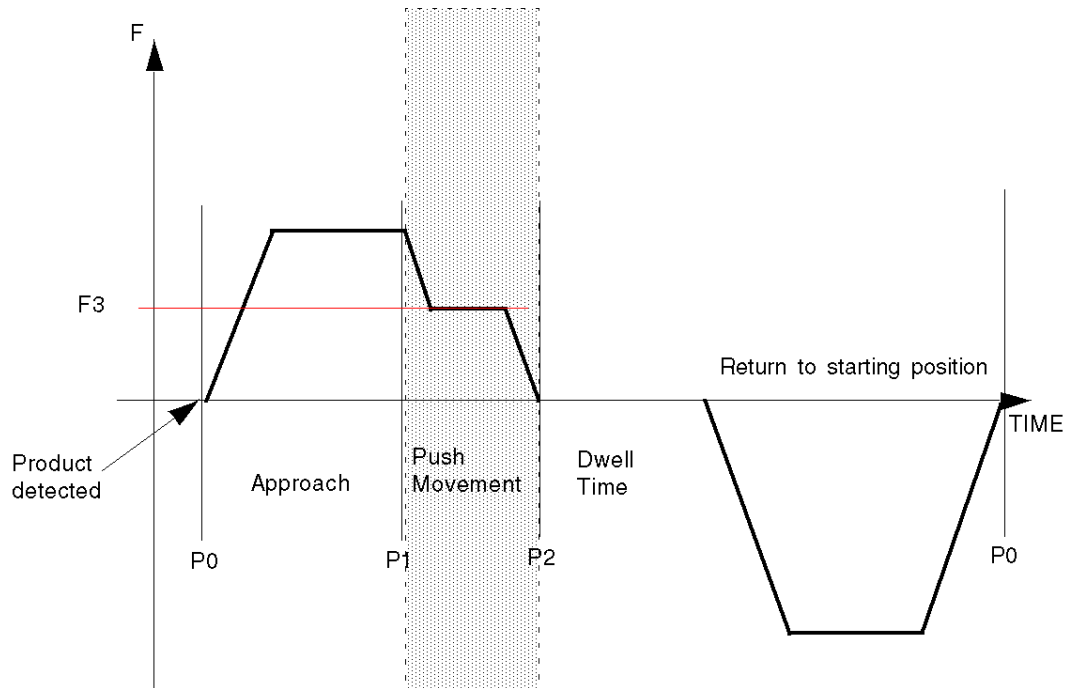 F
F3
Return to starting position
TIME
Product
detected
Approach
Push
Movement
Dwell
Time
P0
P1
P2
P0